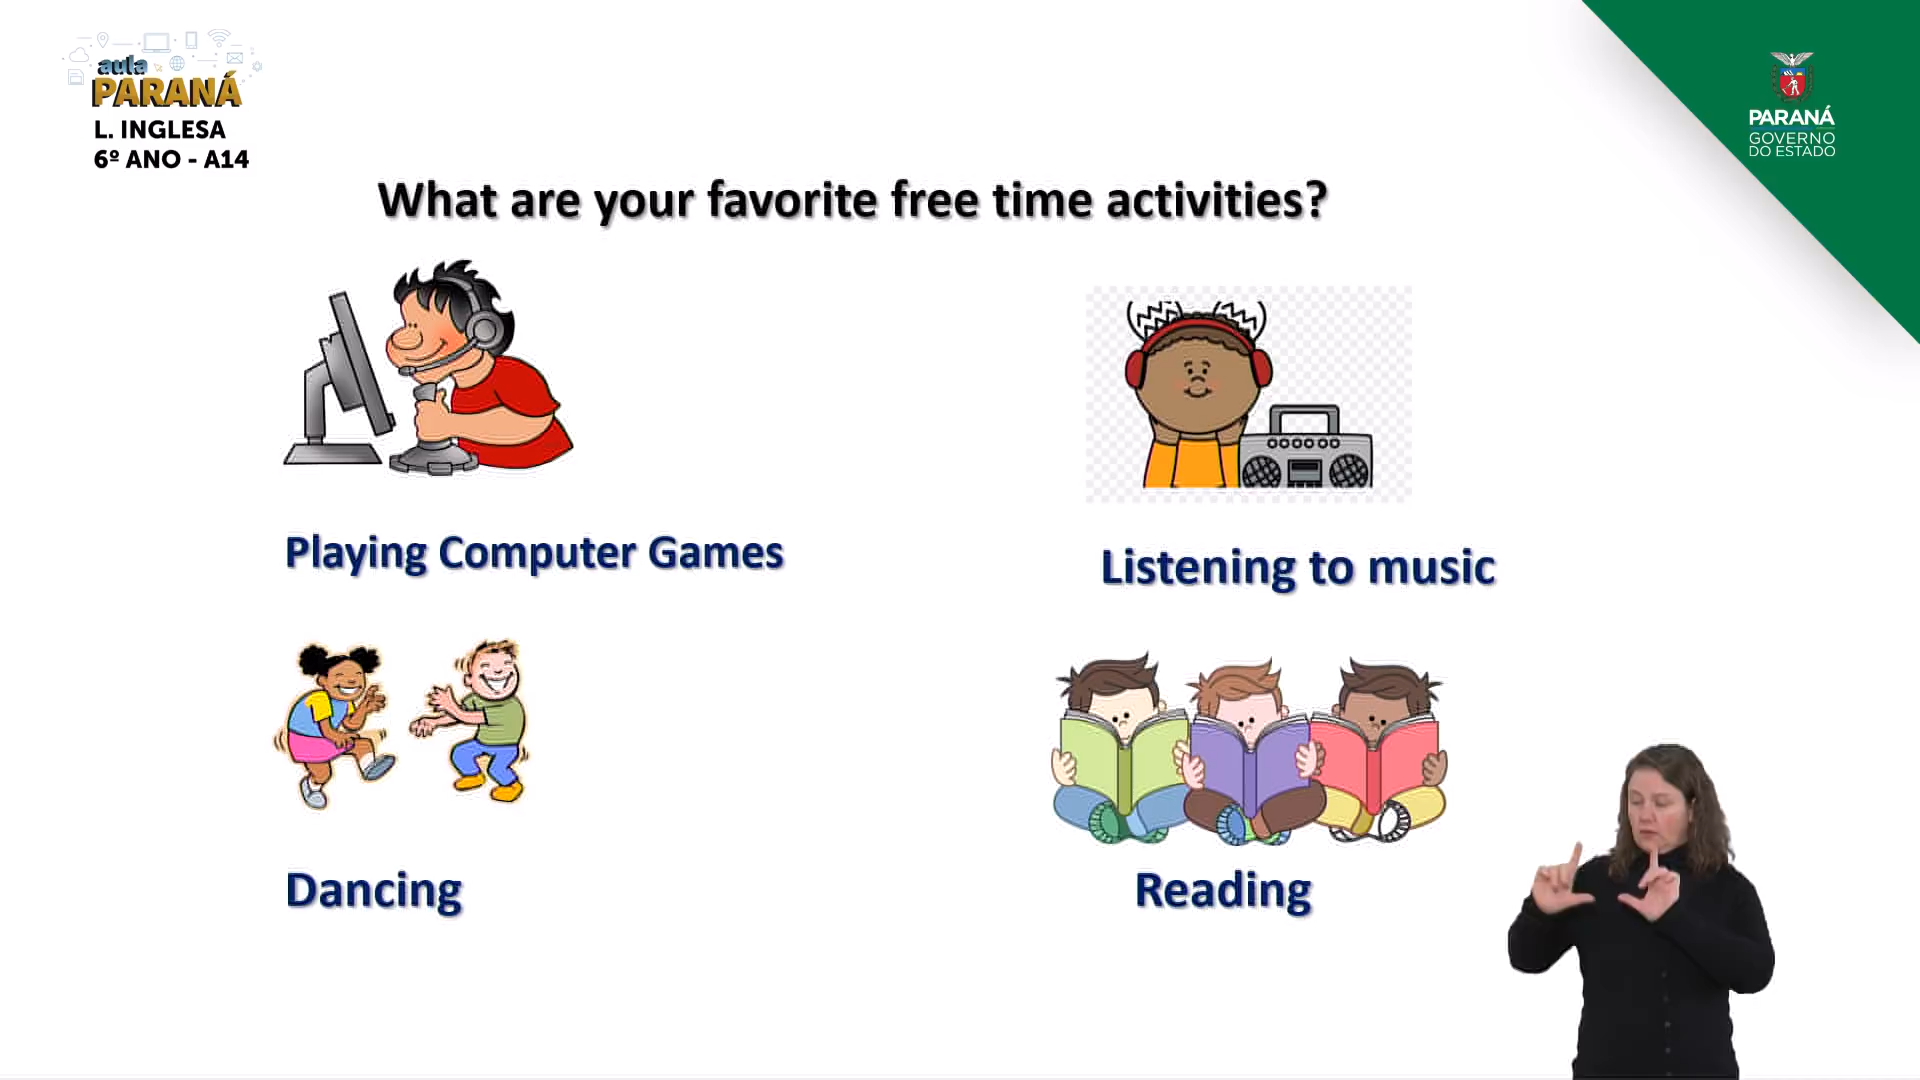 aula
PARANÁ
L. INGLESA
6º ANO - A14
PARANÁ
GOVERNO
DO ESTADO
What are your favorite free time activities?
Playing Computer Games
Listening to music
Dancing
Reading